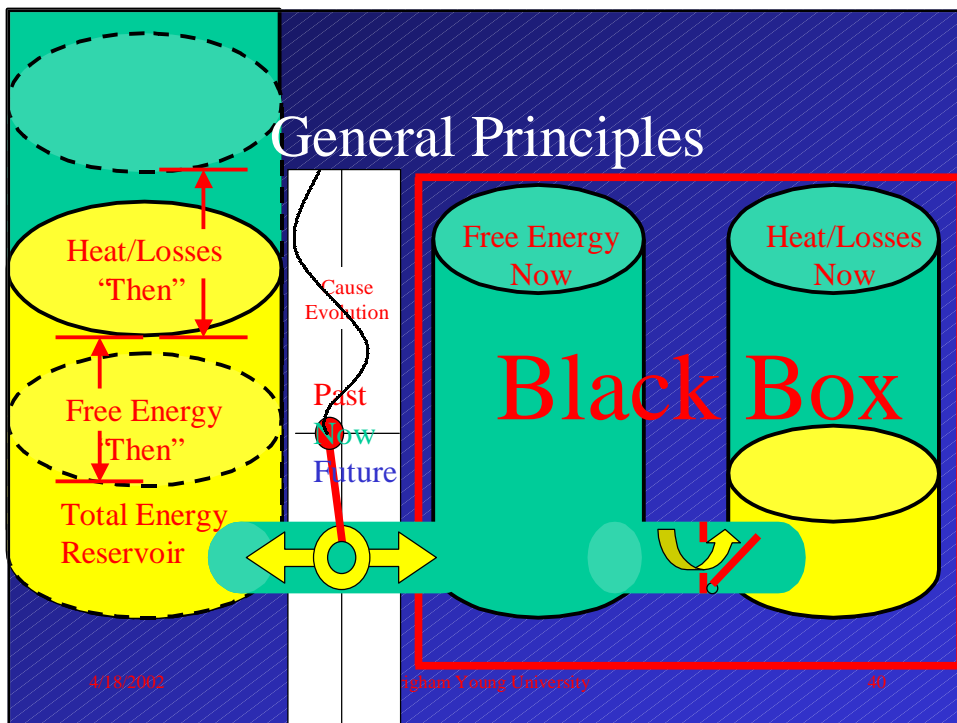 General Principles
Heat/Losses
“Then”
Free Energy
“Then”
Total Energy
Reservoir
Cause
Evolution
Past
Now
Future
Free Energy
Now
Heat/Losses
Now
Black Box
4/18/2002
Young University
40